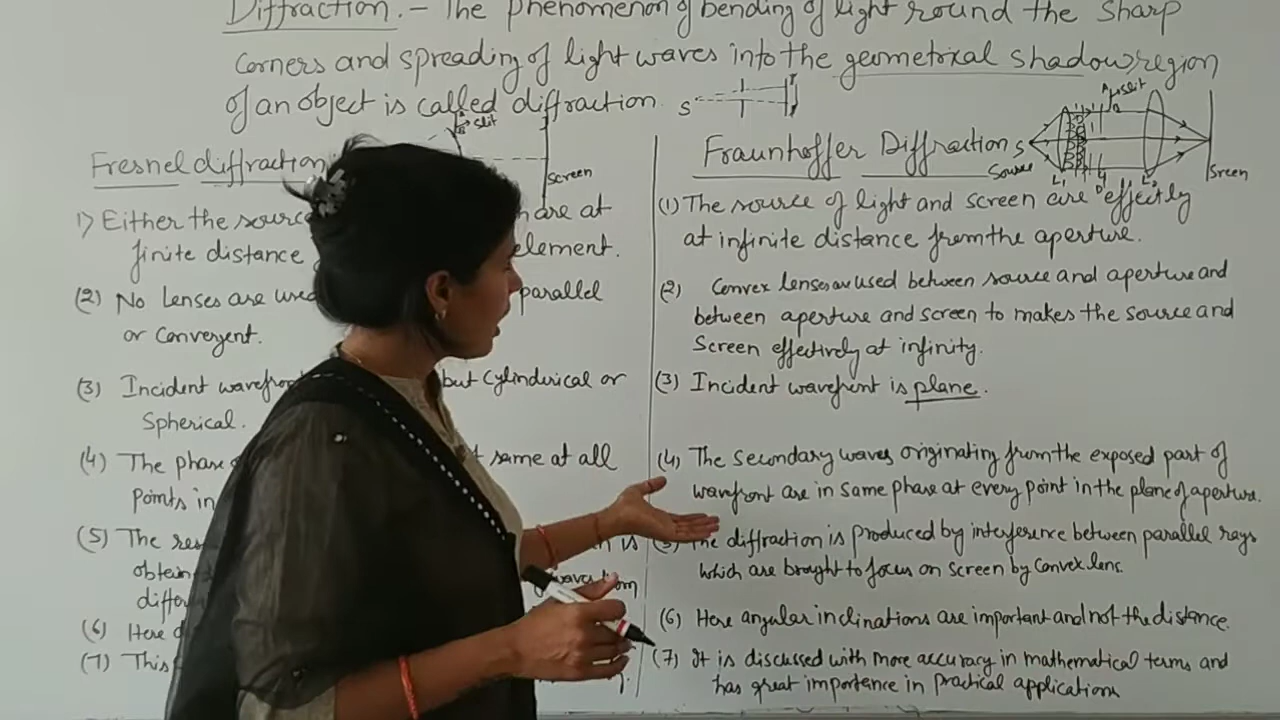 Diffraction.- The phenomenon of bending of light round the sharp
corners and spreading of light waves into the geometrical shadow region
of an object is called diffraction.
S
slit
screen
Fresnel diffraction
1) Either the source are at
finite distance element.
(2) No Lenses are used parallel
or convergent.
(3) Incident wavefront but cylinderical or
Spherical.
(4) The phase same at all
points in
(5) The is
obtain waves from
(6) Here
(7) This
Fraunhoffer Diffraction
S
Source
L1
A
slit
L2
Sreen
(1) The source of light and screen are effectly
at infinite distance from the aperture.
(2) Convex lenses are used between source and aperture and
between aperture and screen to makes the source and
Screen effectively at infinity.
(3) Incident wavefront is plane.
(4) The secondary waves originating from the exposed part of
wavefront are in same phase at every point in the plane of aperture.
The diffraction is produced by interference between parallel rays
which are brought to focus on screen by convex lens.
(6) Here angular inclinations are important and not the distance.
(7) It is discussed with more accuracy in mathematical terms and
has great importence in practical applications